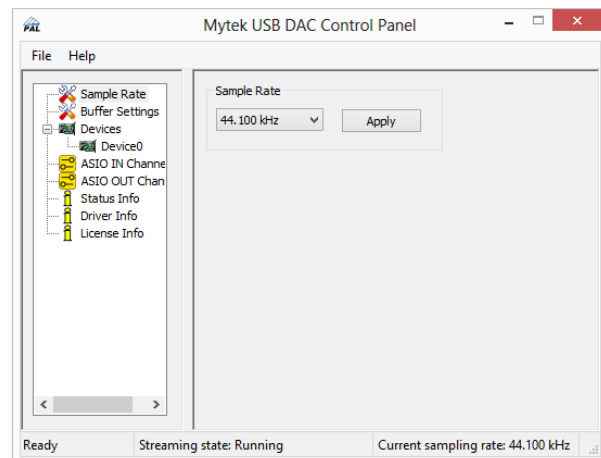 PAL
Mytek USB DAC Control Panel
File Help
Sample Rate
Buffer Settings
Devices
Device0
ASIO IN Channe
ASIO OUT Chan
Status Info
Driver Info
License Info
Sample Rate
44.100 kHz
Apply
Ready
Streaming state: Running
Current sampling rate: 44.100 kHz